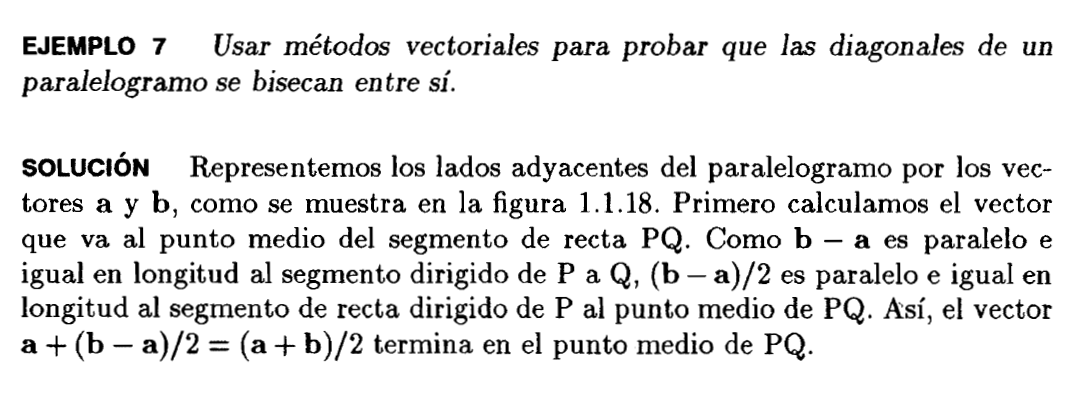 EJEMPLO 7 Usar métodos vectoriales para probar que las diagonales de un
paralelogramo se bisecan entre sí.
SOLUCIÓN Representemos los lados adyacentes del paralelogramo por los vec-
tores a y b, como se muestra en la figura 1.1.18. Primero calculamos el vector
que va al punto medio del segmento de recta PQ. Como b − a es paralelo e
igual en longitud al segmento dirigido de P a Q, (b − a)/2 es paralelo e igual en
longitud al segmento de recta dirigido de P al punto medio de PQ. Así, el vector
a + (b − a)/2 = (a + b)/2 termina en el punto medio de PQ.